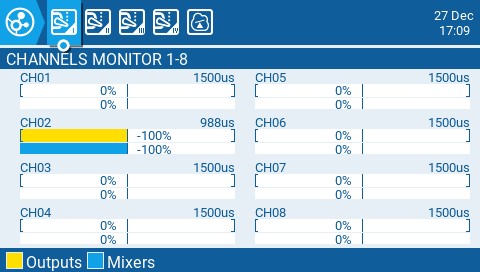 27 Dec
17:09
CHANNELS MONITOR 1-8
CH01 1500us
0%
0%
CH02 988us
-100%
-100%
CH03 1500us
0%
0%
CH04 1500us
0%
0%
CH05 1500us
0%
0%
CH06 1500us
0%
0%
CH07 1500us
0%
0%
CH08 1500us
0%
0%
Outputs Mixers